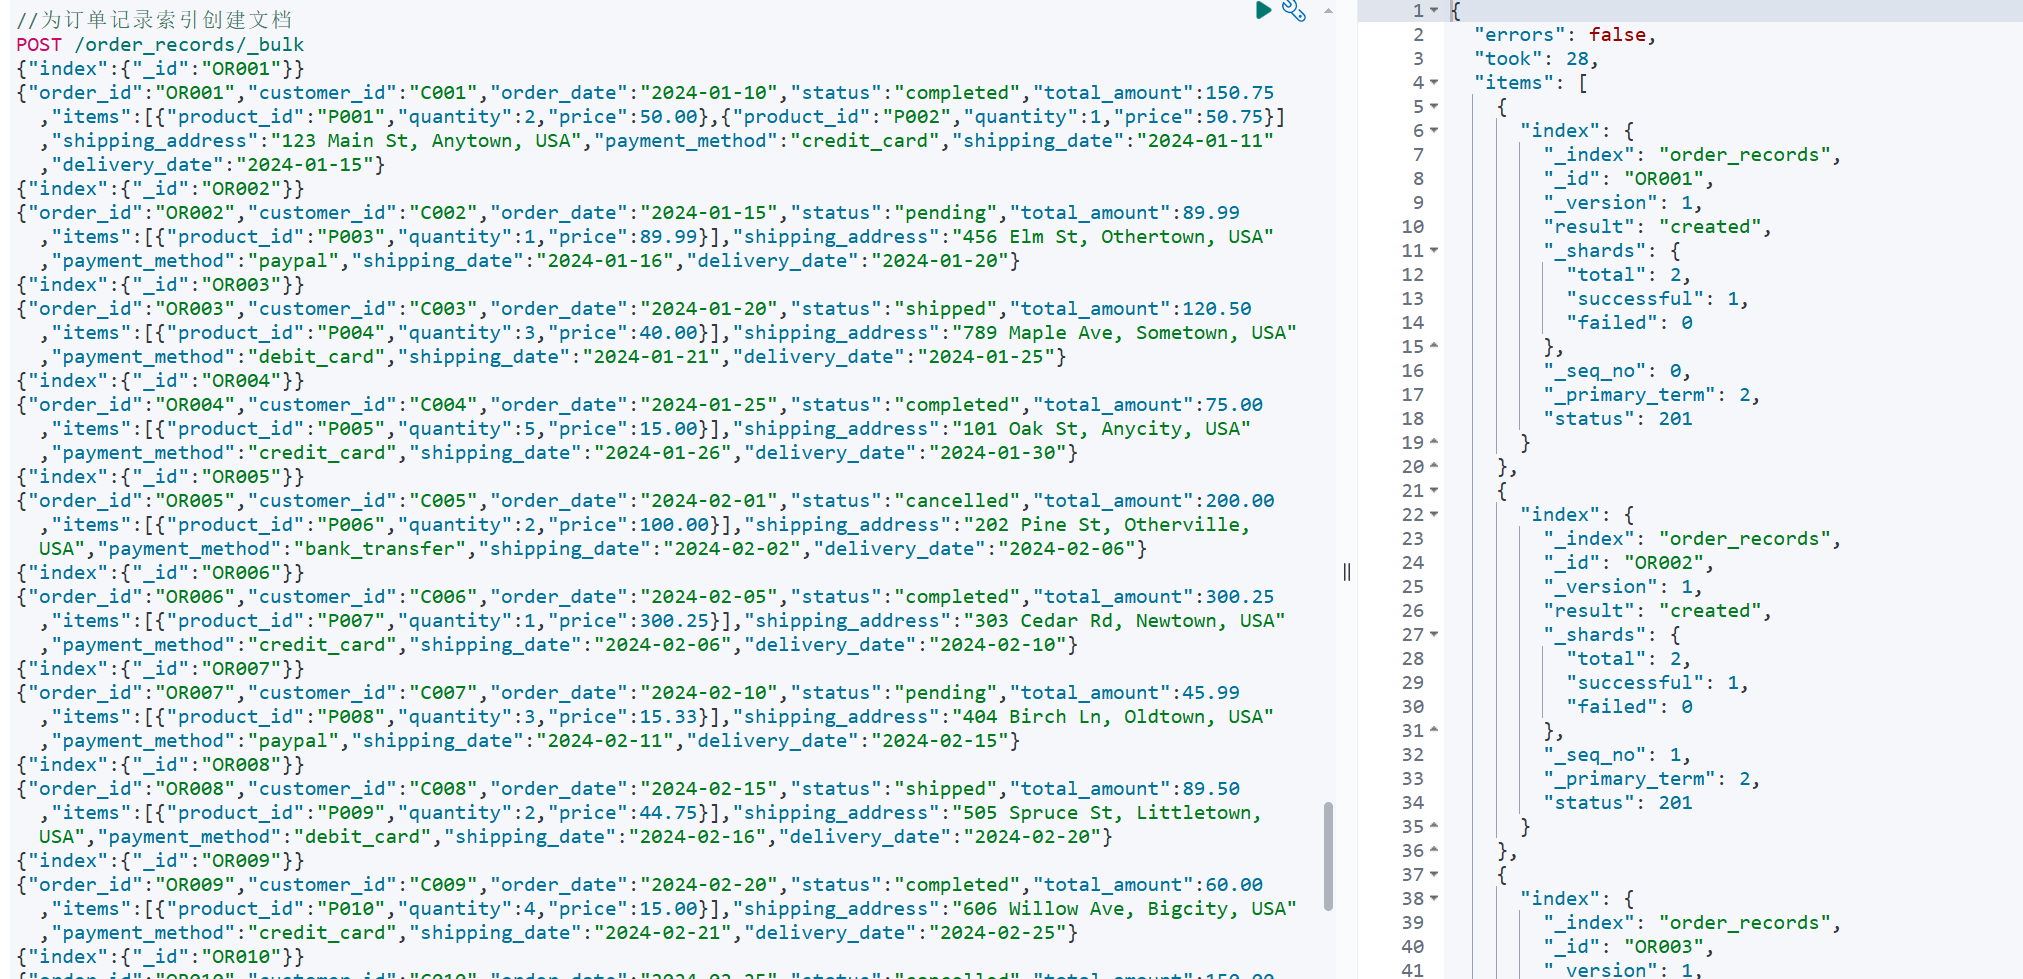 //为订单记录索引创建文档
POST /order_records/_bulk
{"index":{"_id":"OR001"}}
{"order_id":"OR001","customer_id":"C001","order_date":"2024-01-10","status":"completed","total_amount":150.75
,"items":[{"product_id":"P001","quantity":2,"price":50.00},{"product_id":"P002","quantity":1,"price":50.75}]
,"shipping_address":"123 Main St, Anytown, USA","payment_method":"credit_card","shipping_date":"2024-01-11"
,"delivery_date":"2024-01-15"}
{"index":{"_id":"OR002"}}
{"order_id":"OR002","customer_id":"C002","order_date":"2024-01-15","status":"pending","total_amount":89.99
,"items":[{"product_id":"P003","quantity":1,"price":89.99}],"shipping_address":"456 Elm St, Othertown, USA"
,"payment_method":"paypal","shipping_date":"2024-01-16","delivery_date":"2024-01-20"}
{"index":{"_id":"OR003"}}
{"order_id":"OR003","customer_id":"C003","order_date":"2024-01-20","status":"shipped","total_amount":120.50
,"items":[{"product_id":"P004","quantity":3,"price":40.00}],"shipping_address":"789 Maple Ave, Sometown, USA"
,"payment_method":"debit_card","shipping_date":"2024-01-21","delivery_date":"2024-01-25"}
{"index":{"_id":"OR004"}}
{"order_id":"OR004","customer_id":"C004","order_date":"2024-01-25","status":"completed","total_amount":75.00
,"items":[{"product_id":"P005","quantity":5,"price":15.00}],"shipping_address":"101 Oak St, Anycity, USA"
,"payment_method":"credit_card","shipping_date":"2024-01-26","delivery_date":"2024-01-30"}
{"index":{"_id":"OR005"}}
{"order_id":"OR005","customer_id":"C005","order_date":"2024-02-01","status":"cancelled","total_amount":200.00
,"items":[{"product_id":"P006","quantity":2,"price":100.00}],"shipping_address":"202 Pine St, Otherville,
USA","payment_method":"bank_transfer","shipping_date":"2024-02-02","delivery_date":"2024-02-06"}
{"index":{"_id":"OR006"}}
{"order_id":"OR006","customer_id":"C006","order_date":"2024-02-05","status":"completed","total_amount":300.25
,"items":[{"product_id":"P007","quantity":1,"price":300.25}],"shipping_address":"303 Cedar Rd, Newtown, USA"
,"payment_method":"credit_card","shipping_date":"2024-02-06","delivery_date":"2024-02-10"}
{"index":{"_id":"OR007"}}
{"order_id":"OR007","customer_id":"C007","order_date":"2024-02-10","status":"pending","total_amount":45.99
,"items":[{"product_id":"P008","quantity":3,"price":15.33}],"shipping_address":"404 Birch Ln, Oldtown, USA"
,"payment_method":"paypal","shipping_date":"2024-02-11","delivery_date":"2024-02-15"}
{"index":{"_id":"OR008"}}
{"order_id":"OR008","customer_id":"C008","order_date":"2024-02-15","status":"shipped","total_amount":89.50
,"items":[{"product_id":"P009","quantity":2,"price":44.75}],"shipping_address":"505 Spruce St, Littletown,
USA","payment_method":"debit_card","shipping_date":"2024-02-16","delivery_date":"2024-02-20"}
{"index":{"_id":"OR009"}}
{"order_id":"OR009","customer_id":"C009","order_date":"2024-02-20","status":"completed","total_amount":60.00
,"items":[{"product_id":"P010","quantity":4,"price":15.00}],"shipping_address":"606 Willow Ave, Bigcity, USA"
,"payment_method":"credit_card","shipping_date":"2024-02-21","delivery_date":"2024-02-25"}
{"index":{"_id":"OR010"}}
{"order_id":"OR010","customer_id":"C010","order_date":"2024-02-25","status":"cancelled","total_amount":150.00
1 {
2 "errors": false,
3 "took": 28,
4 "items": [
5 {
6 "index": {
7 "_index": "order_records",
8 "_id": "OR001",
9 "_version": 1,
10 "result": "created",
11 "_shards": {
12 "total": 2,
13 "successful": 1,
14 "failed": 0
15 },
16 "_seq_no": 0,
17 "_primary_term": 2,
18 "status": 201
19 }
20 },
21 {
22 "index": {
23 "_index": "order_records",
24 "_id": "OR002",
25 "_version": 1,
26 "result": "created",
27 "_shards": {
28 "total": 2,
29 "successful": 1,
30 "failed": 0
31 },
32 "_seq_no": 1,
33 "_primary_term": 2,
34 "status": 201
35 }
36 },
37 {
38 "index": {
39 "_index": "order_records",
40 "_id": "OR003",
41 "_version": 1,